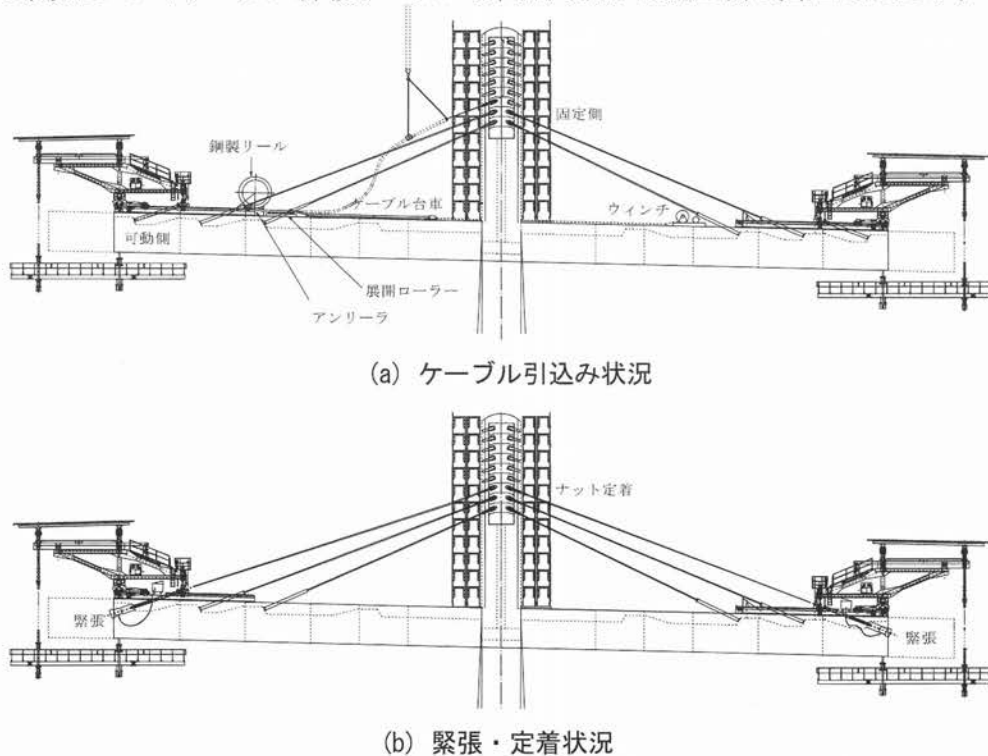 固定側
鋼製リール
ケーブル台車
ウィンチ
可動側
展開ローラー
アンリーラ
(a) ケーブル引込み状況
ナット定着
緊張
緊張
(b) 緊張・定着状況